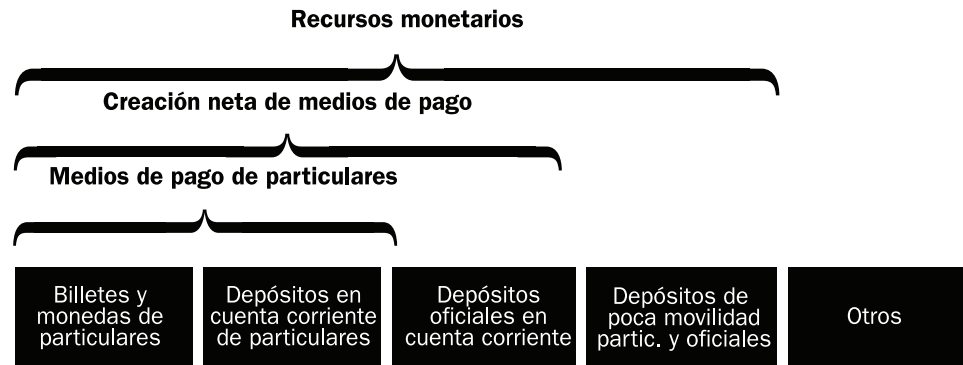 Recursos monetarios
Creación neta de medios de pago
Medios de pago de particulares
Billetes y
monedas de
particulares
Depósitos en
cuenta corriente
de particulares
Depósitos
oficiales en
cuenta corriente
Depósitos de
poca movilidad
partic. y oficiales
Otros